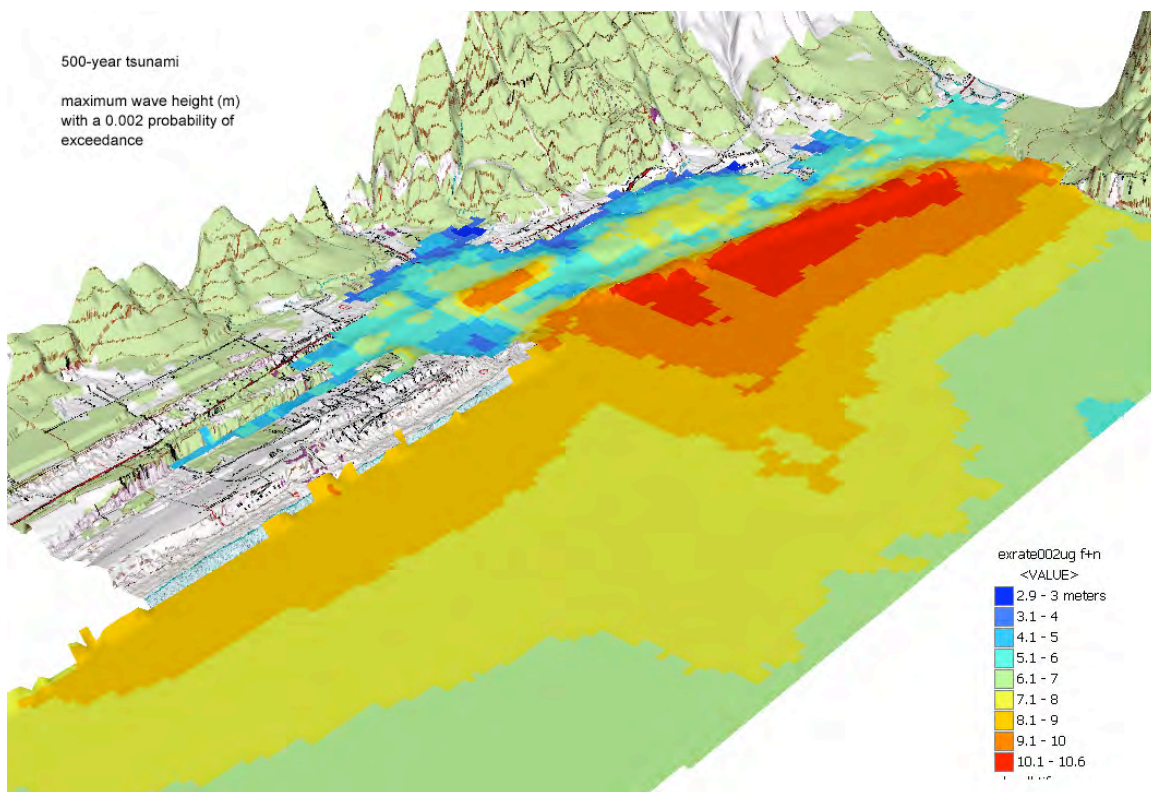 500-year tsunami
maximum wave height (m)
with a 0.002 probability of
exceedance
exrate002ug f+n
<VALUE>
2.9 - 3 meters
3.1 - 4
4.1 - 5
5.1 - 6
6.1 - 7
7.1 - 8
8.1 - 9
9.1 - 10
10.1 - 10.6